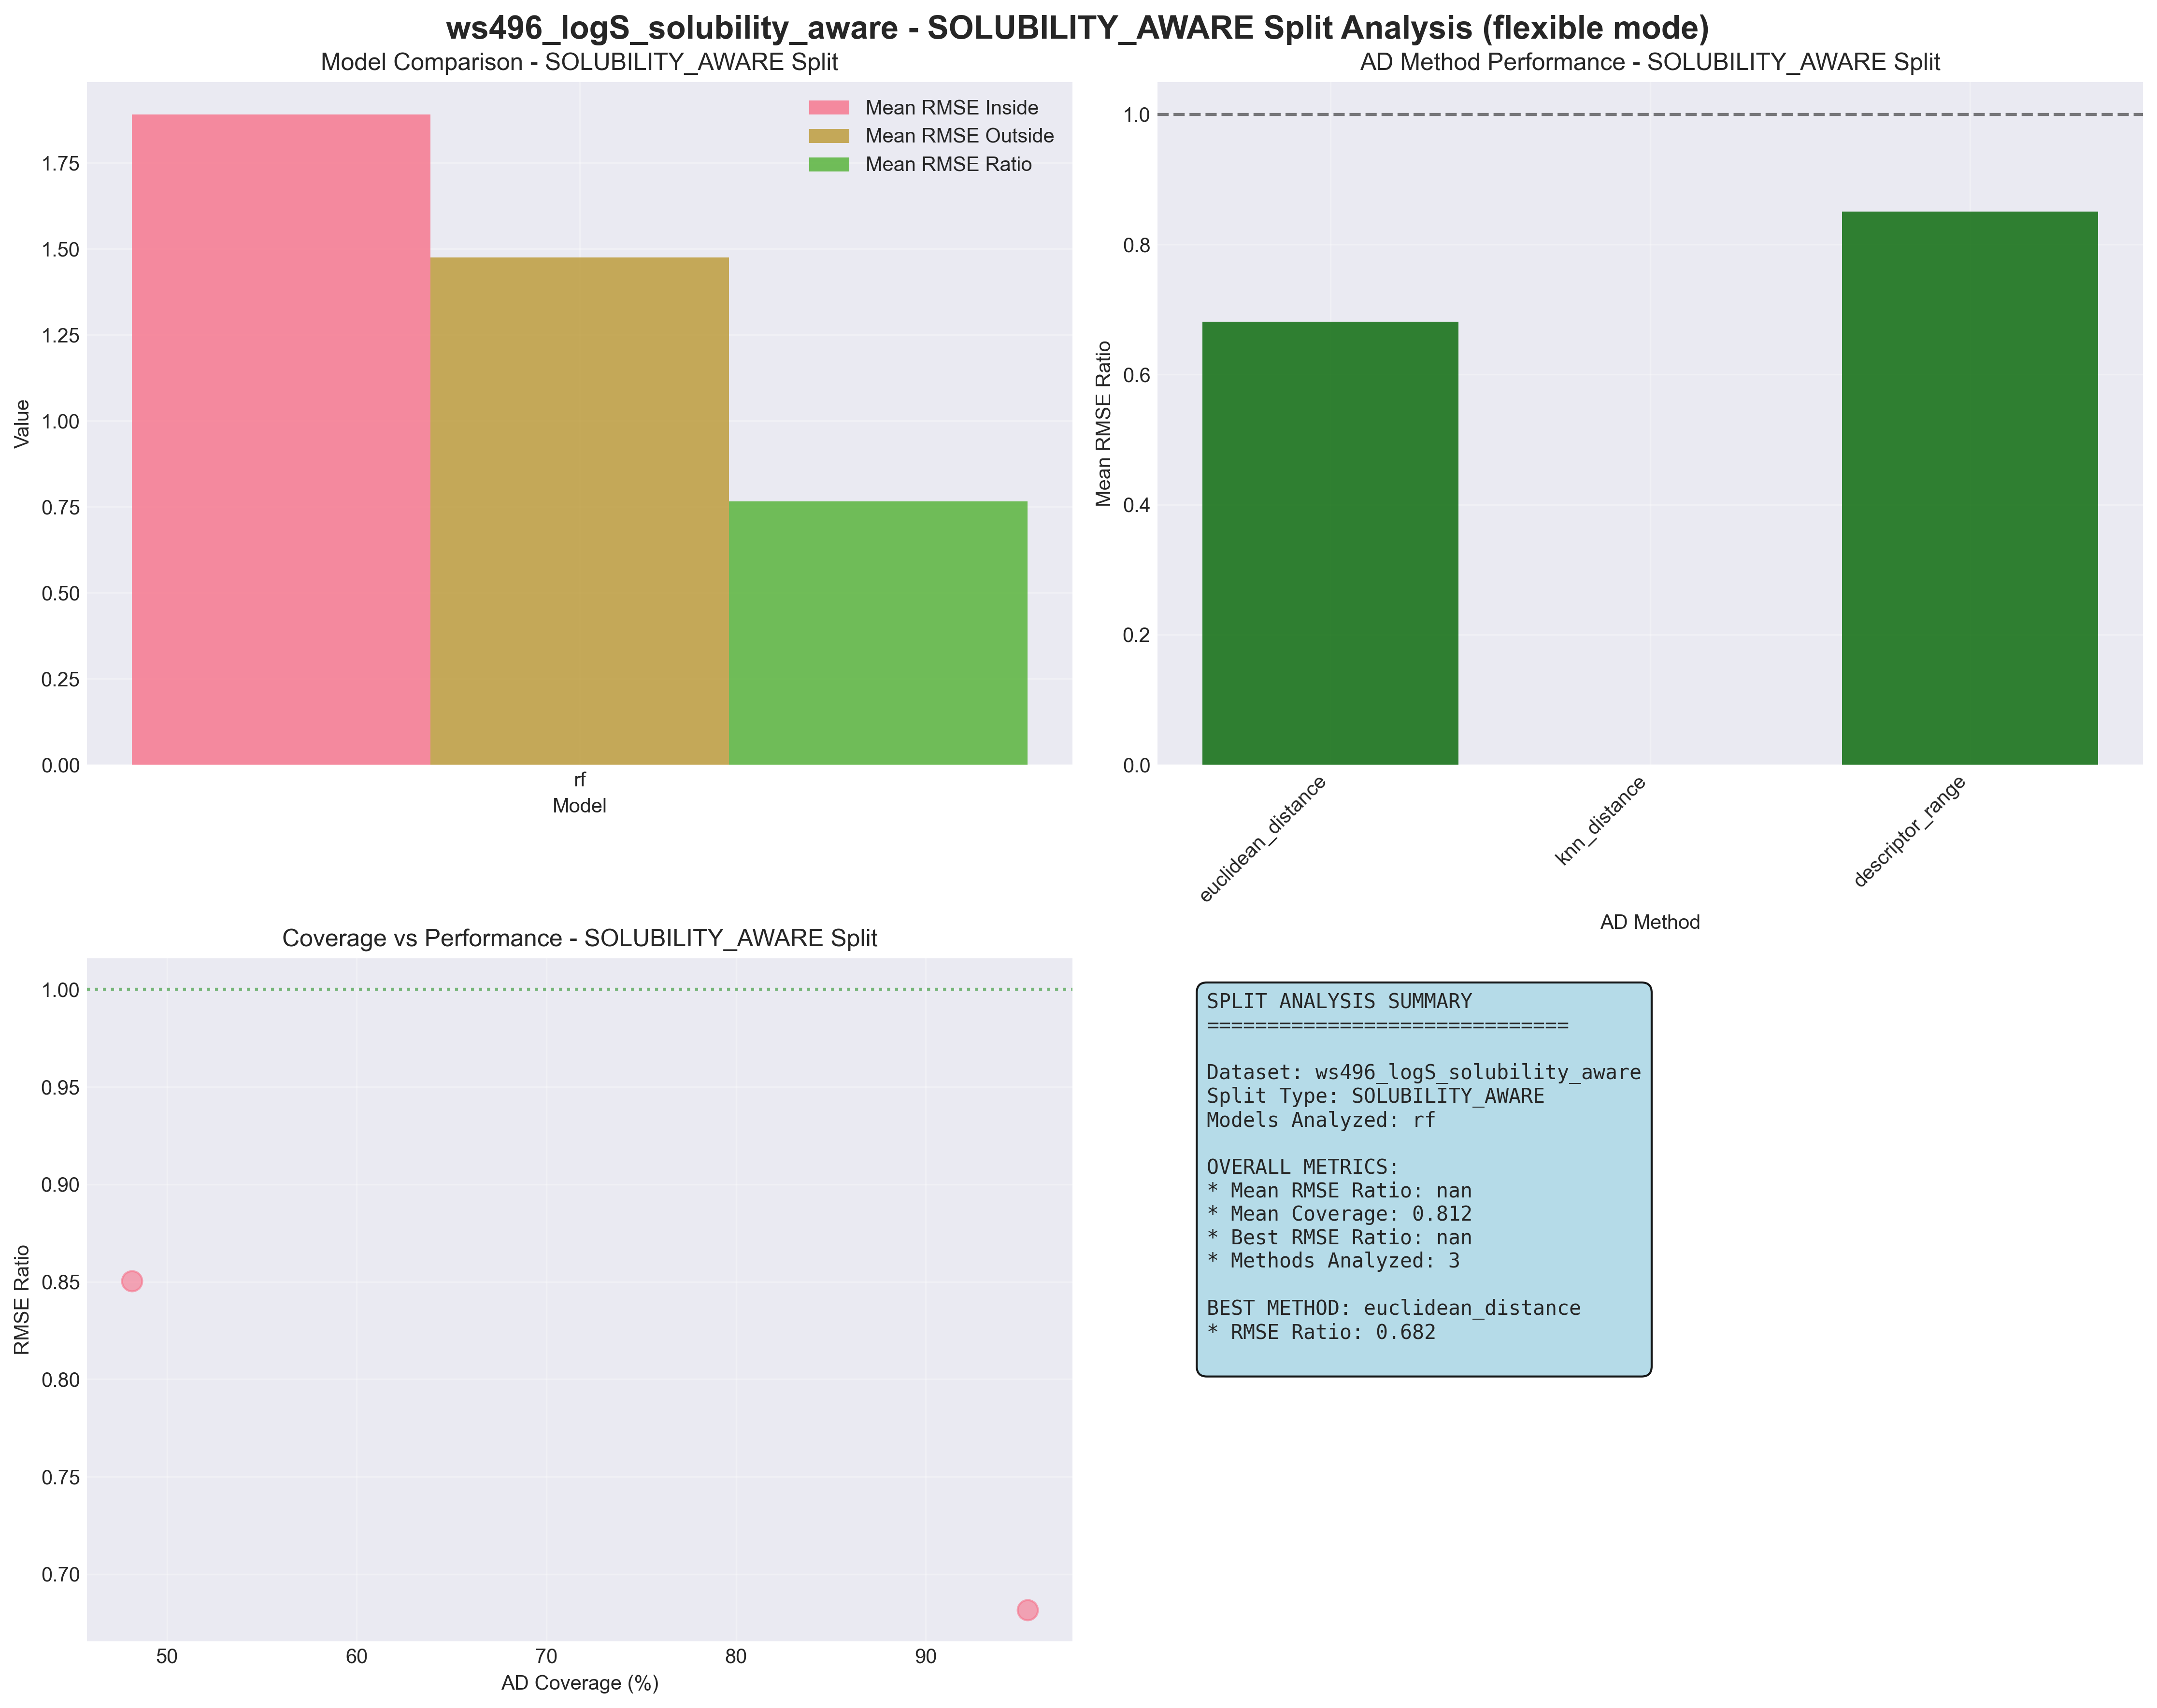 ws496_logS_solubility_aware - SOLUBILITY_AWARE Split Analysis (flexible mode)
Model Comparison - SOLUBILITY_AWARE Split
Mean RMSE Inside
Mean RMSE Outside
Mean RMSE Ratio
1.75
1.50
1.25
1.00
0.75
0.50
0.25
0.00
Value
rf
Model
AD Method Performance - SOLUBILITY_AWARE Split
1.0
0.8
0.6
0.4
0.2
0.0
Mean RMSE Ratio
euclidean_distance
knn_distance
descriptor_range
AD Method
Coverage vs Performance - SOLUBILITY_AWARE Split
1.00
0.95
0.90
0.85
0.80
0.75
0.70
RMSE Ratio
50 60 70 80 90
AD Coverage (%)
SPLIT ANALYSIS SUMMARY
==============================
Dataset: ws496_logS_solubility_aware
Split Type: SOLUBILITY_AWARE
Models Analyzed: rf
OVERALL METRICS:
* Mean RMSE Ratio: nan
* Mean Coverage: 0.812
* Best RMSE Ratio: nan
* Methods Analyzed: 3
BEST METHOD: euclidean_distance
* RMSE Ratio: 0.682